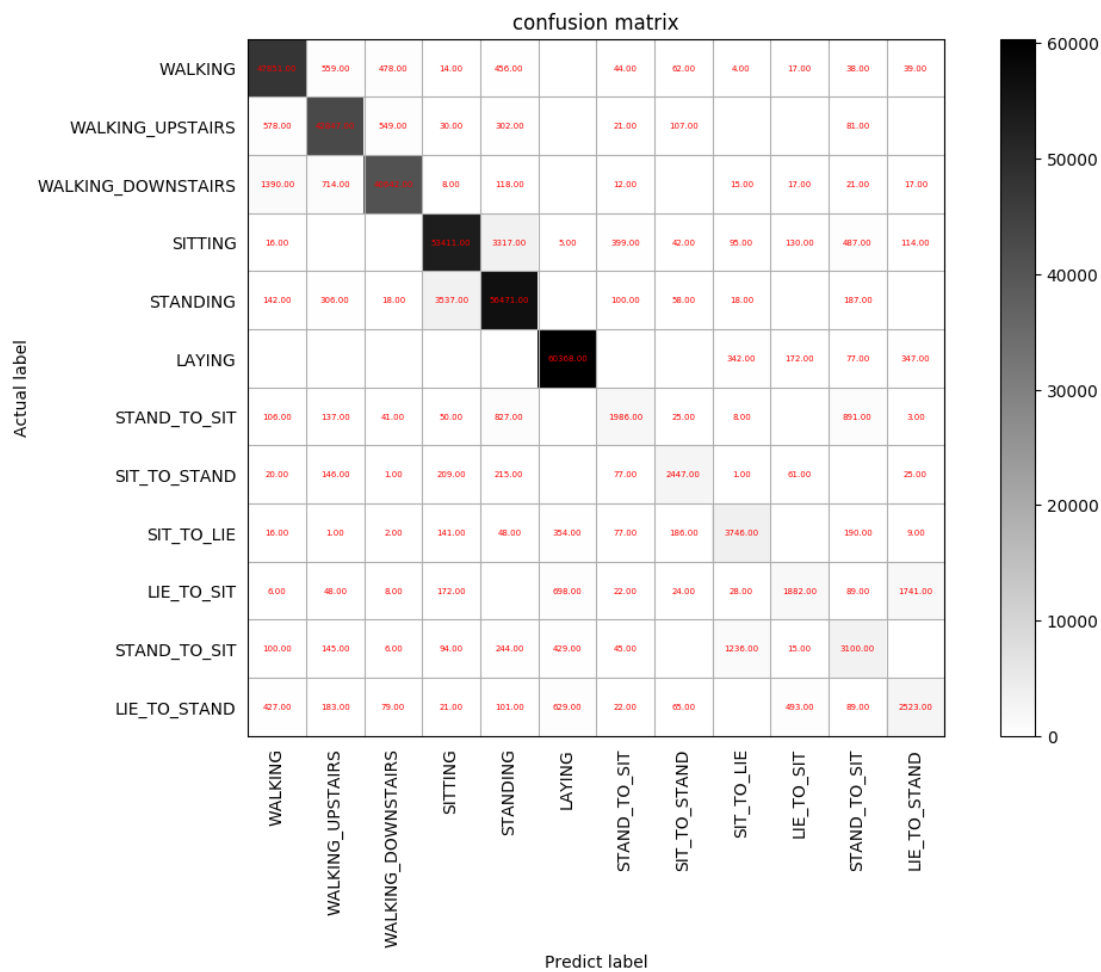 confusion matrix
WALKING 559.00 478.00 14.00 456.00 44.00 62.00 4.00 17.00 38.00 39.00 60000
WALKING_UPSTAIRS 578.00 549.00 30.00 302.00 21.00 107.00 81.00
50000
WALKING_DOWNSTAIRS 1390.00 714.00 8.00 118.00 12.00 15.00 17.00 21.00 17.00
SITTING 16.00 53411.00 3317.00 5.00 399.00 42.00 95.00 130.00 487.00 114.00
40000
STANDING 142.00 306.00 18.00 3537.00 56471.00 100.00 58.00 18.00 187.00
LAYING 60368.00 342.00 172.00 77.00 347.00
30000
STAND_TO_SIT 106.00 137.00 41.00 50.00 827.00 1986.00 25.00 8.00 891.00 3.00
SIT_TO_STAND 20.00 146.00 1.00 209.00 215.00 77.00 2447.00 1.00 61.00 25.00
20000
SIT_TO_LIE 16.00 1.00 2.00 141.00 48.00 354.00 77.00 186.00 3746.00 190.00 9.00
LIE_TO_SIT 6.00 48.00 8.00 172.00 698.00 22.00 24.00 28.00 1882.00 89.00 1741.00
10000
STAND_TO_SIT 100.00 145.00 6.00 94.00 244.00 429.00 45.00 1236.00 15.00 3100.00
LIE_TO_STAND 427.00 183.00 79.00 21.00 101.00 629.00 22.00 65.00 493.00 89.00 2523.00
0
Actual label
WALKING
WALKING_UPSTAIRS
WALKING_DOWNSTAIRS
SITTING
STANDING
LAYING
STAND_TO_SIT
SIT_TO_STAND
SIT_TO_LIE
LIE_TO_SIT
STAND_TO_SIT
LIE_TO_STAND
Predict label